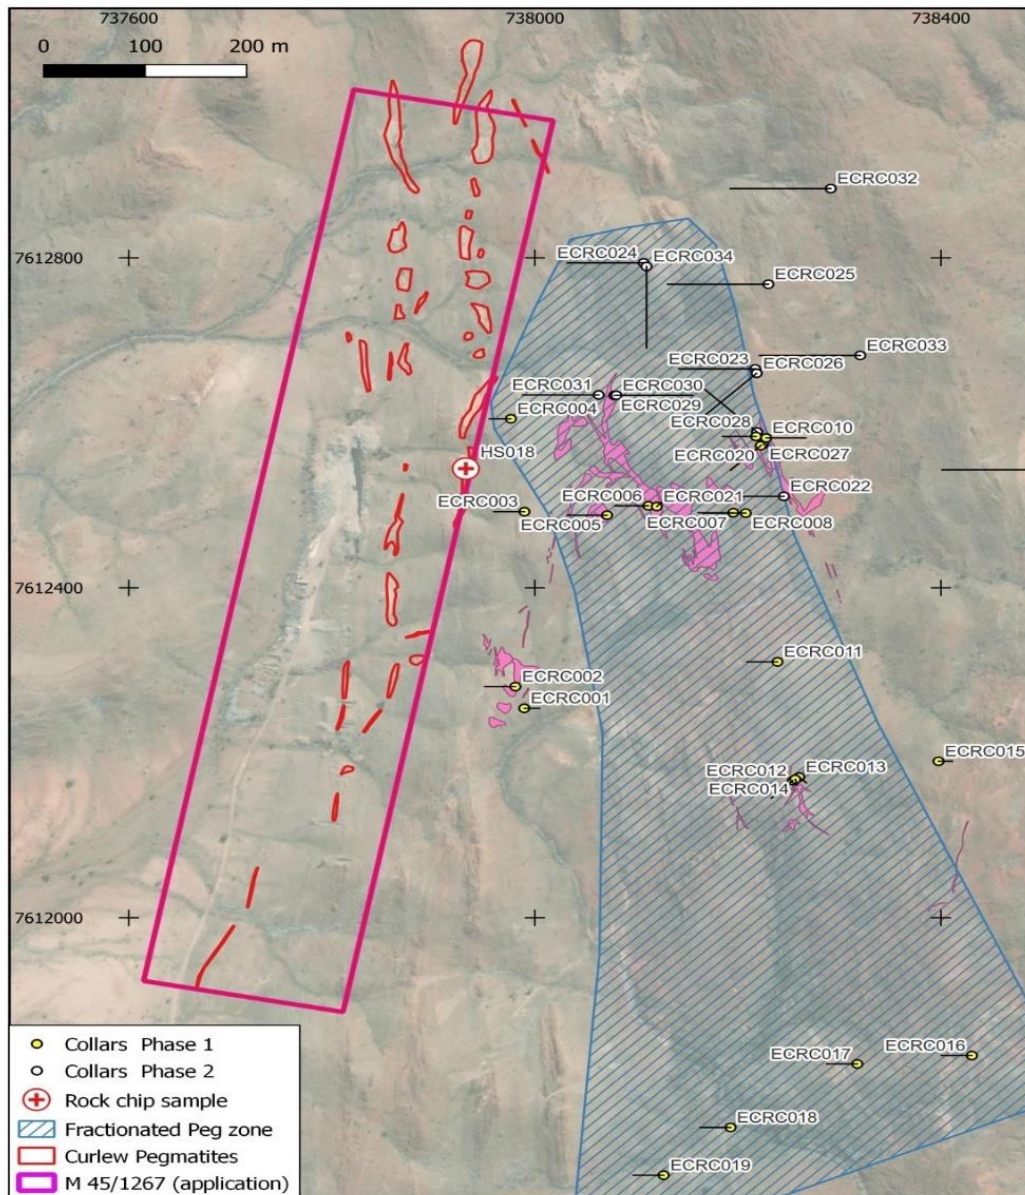 737600
738000
738400
0 100 200 m
ECRC032
7612800
ECRC024
ECRC034
ECRC025
ECRC033
ECRC023
ECRC026
ECRC031
ECRC030
ECRC004
ECRC029
ECRC028
ECRC010
HS018
ECRC020
ECRC027
ECRC003
ECRC006
ECRC021
ECRC022
ECRC005
ECRC007
ECRC008
7612400
ECRC011
ECRC002
ECRC001
ECRC015
ECRC012
ECRC013
ECRC014
7612000
ECRC017
ECRC016
ECRC018
ECRC019
Collars Phase 1
Collars Phase 2
Rock chip sample
Fractionated Peg zone
Curlew Pegmatites
M 45/1267 (application)